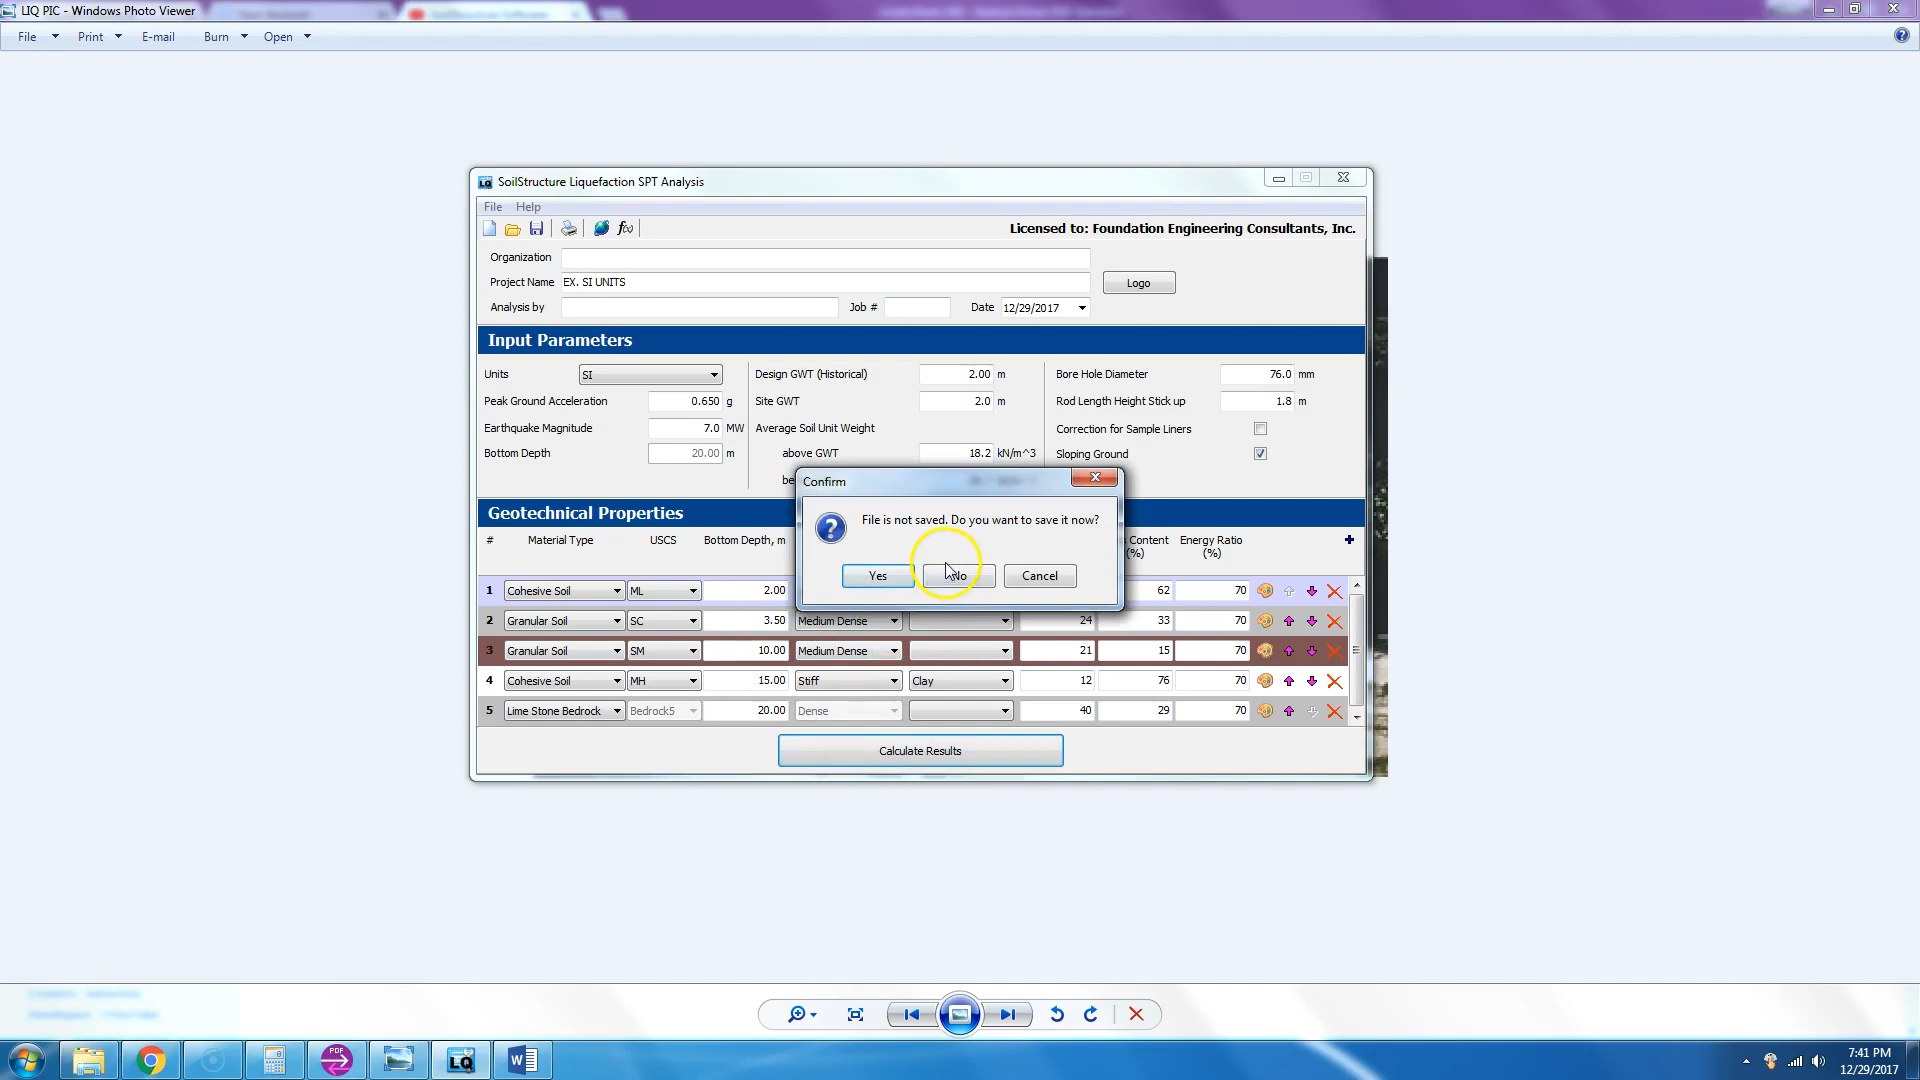 LIQ PIC - Windows Photo Viewer
File Print E-mail Burn Open
SoilStructure Liquefaction SPT Analysis
File Help
Licensed to: Foundation Engineering Consultants, Inc.
Organization
Project Name EX. SI UNITS Logo
Analysis by Job # Date 12/29/2017
Input Parameters
Units SI Design GWT (Historical) 2.00 m Bore Hole Diameter 76.0 mm
Peak Ground Acceleration 0.650 g Site GWT 2.0 m Rod Length Height Stick up 1.8 m
Earthquake Magnitude 7.0 MW Average Soil Unit Weight Correction for Sample Liners
Bottom Depth 20.00 m above GWT 18.2 kN/m^3 Sloping Ground
Confirm
File is not saved. Do you want to save it now?
Yes No Cancel
Geotechnical Properties
# Material Type USCS Bottom Depth, m Content (%) Energy Ratio (%)
1 Cohesive Soil ML 2.00 62 70
2 Granular Soil SC 3.50 Medium Dense 24 33 70
3 Granular Soil SM 10.00 Medium Dense 21 15 70
4 Cohesive Soil MH 15.00 Stiff Clay 12 76 70
5 Lime Stone Bedrock Bedrock5 20.00 Dense 40 29 70
Calculate Results
PDF LQ W
7:41 PM
12/29/2017